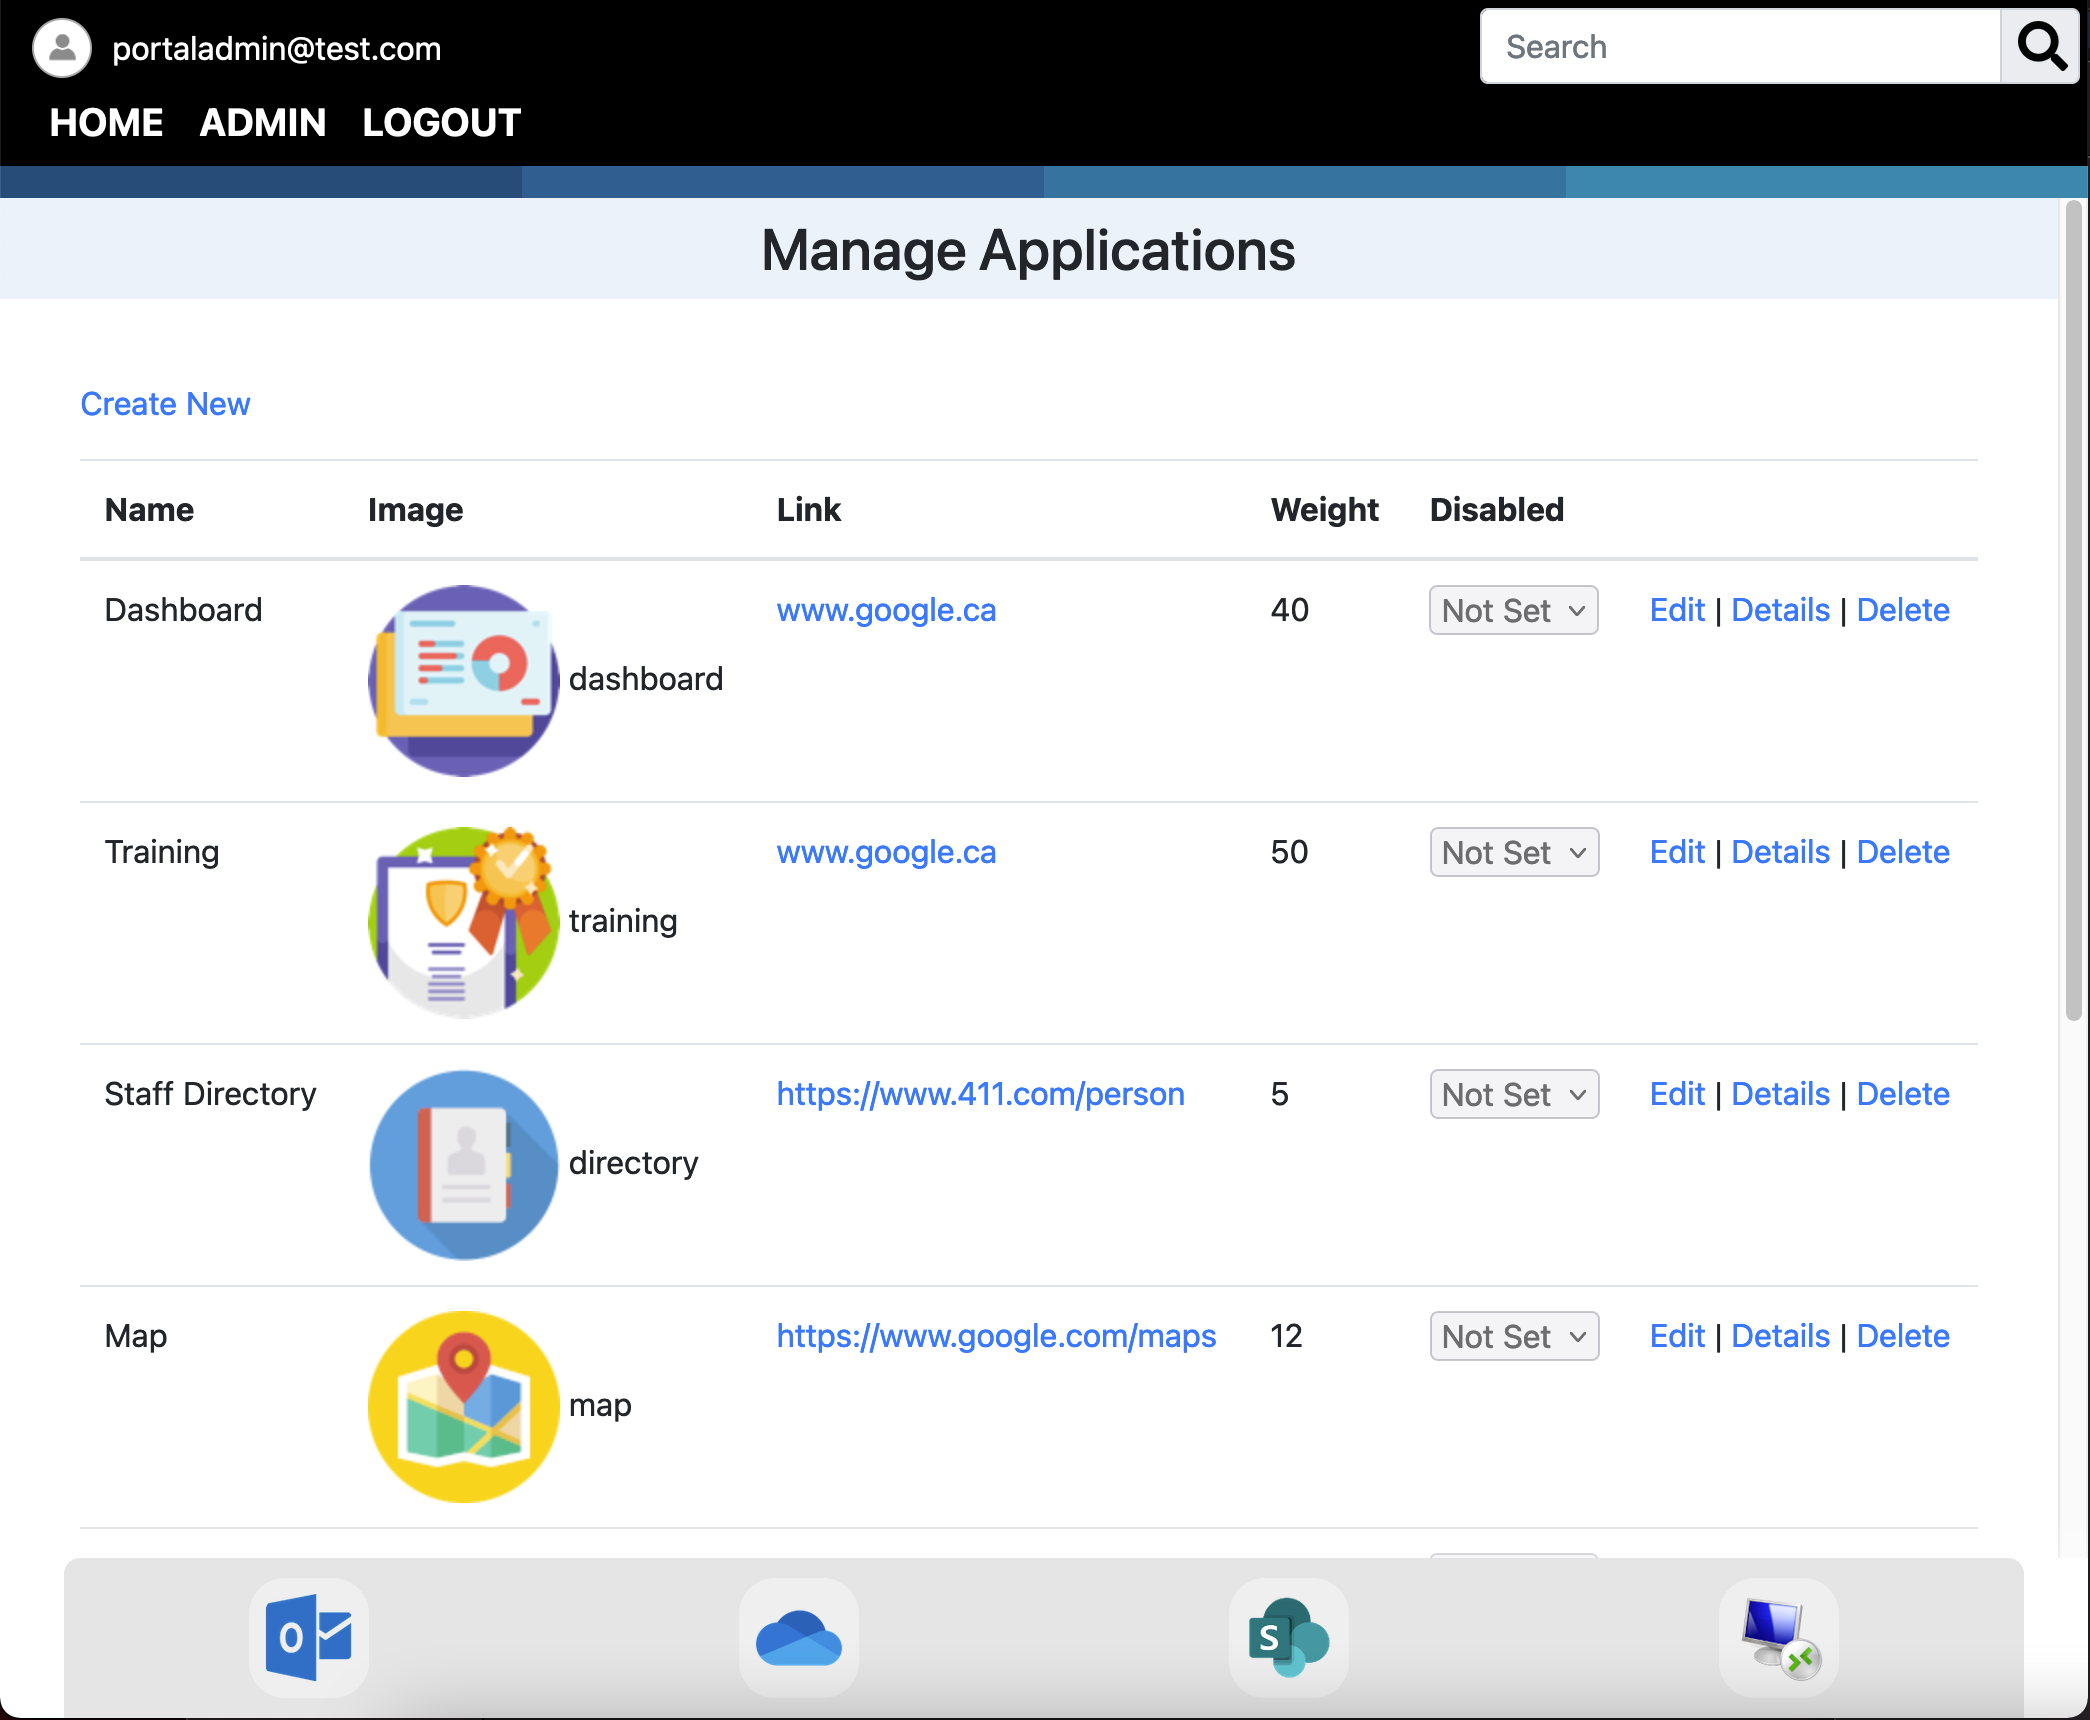 portaladmin@test.com
Search
HOME ADMIN LOGOUT
Manage Applications
Create New
Name Image Link Weight Disabled
Dashboard dashboard www.google.ca 40 Not Set Edit | Details | Delete
Training training www.google.ca 50 Not Set Edit | Details | Delete
Staff Directory directory https://www.411.com/person 5 Not Set Edit | Details | Delete
Map map https://www.google.com/maps 12 Not Set Edit | Details | Delete
O
S